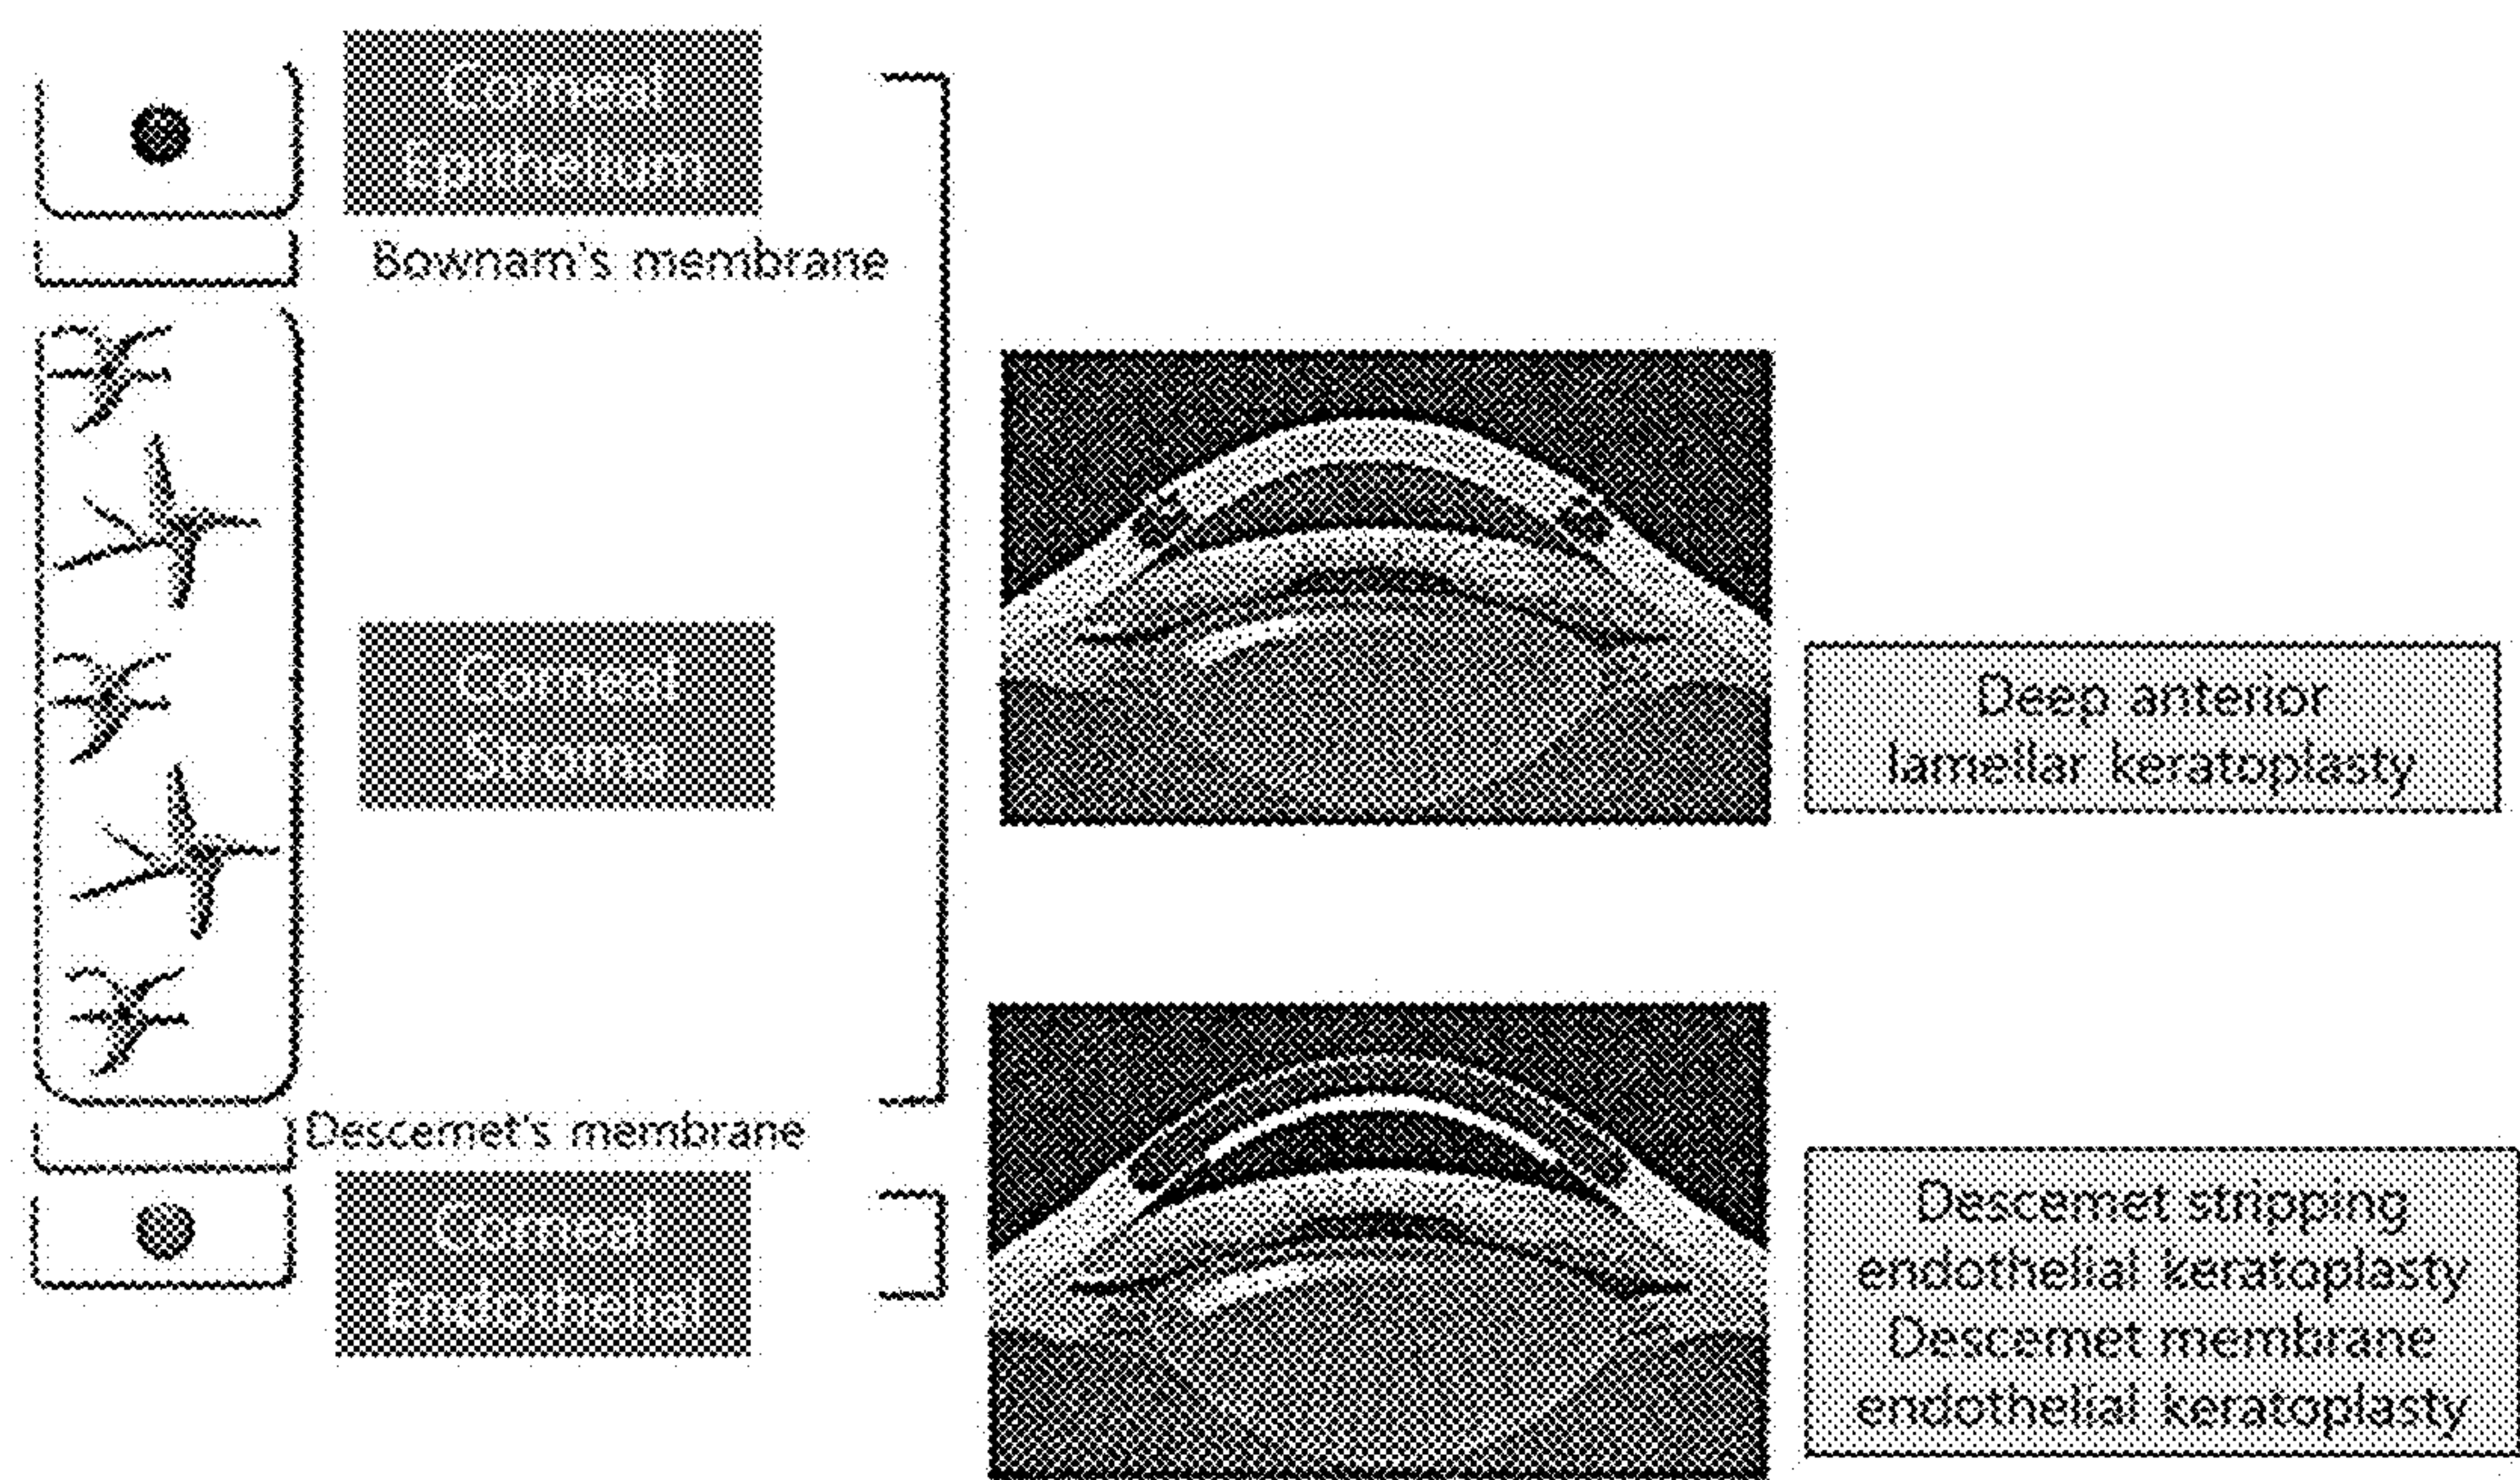 Corneal
Epithelium
Bownam's membrane
Corneal
Stroma
Deep anterior
lamellar keratoplasty
Descemet's membrane
Corneal
Endothelial
Descemet stripping
endothelial keratoplasty
Descemet membrane
endothelial keratoplasty